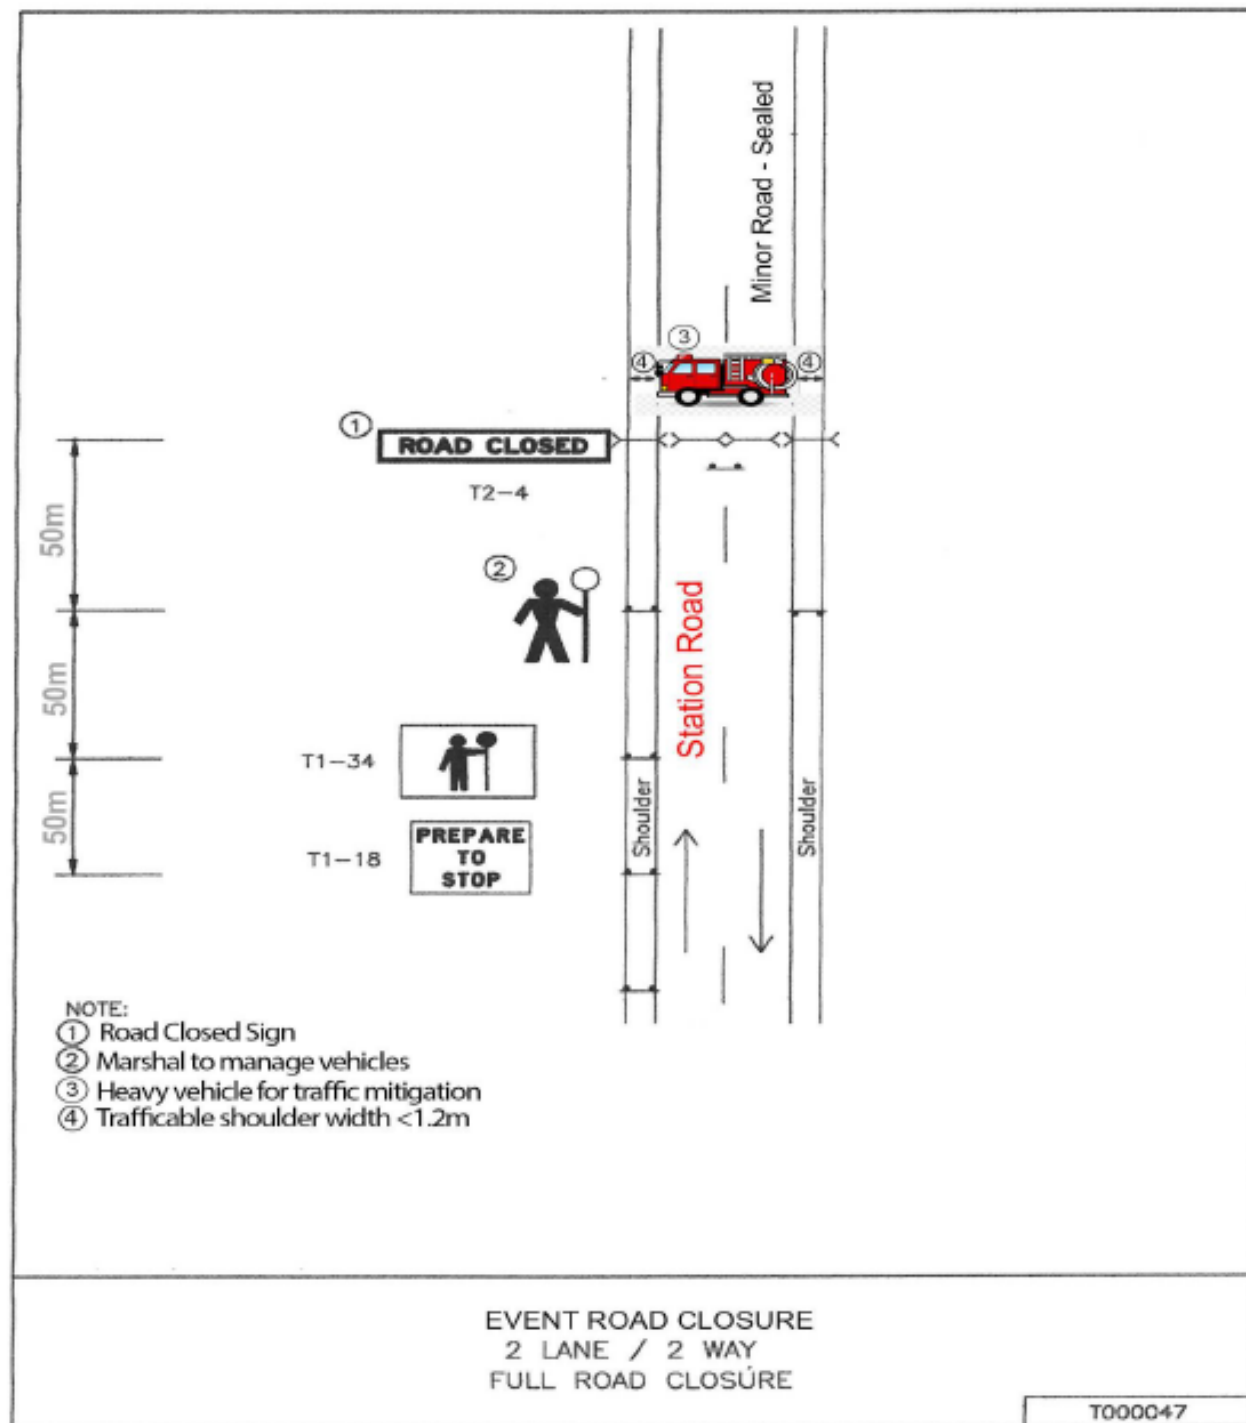 Minor Road - Sealed
③
④
④
①
ROAD CLOSED
T2-4
50m
②
Station Road
50m
T1-34
50m
Shoulder
Shoulder
T1-18
PREPARE
TO
STOP
NOTE:
① Road Closed Sign
② Marshal to manage vehicles
③ Heavy vehicle for traffic mitigation
④ Trafficable shoulder width <1.2m
EVENT ROAD CLOSURE
2 LANE / 2 WAY
FULL ROAD CLOSÚRE
T000047